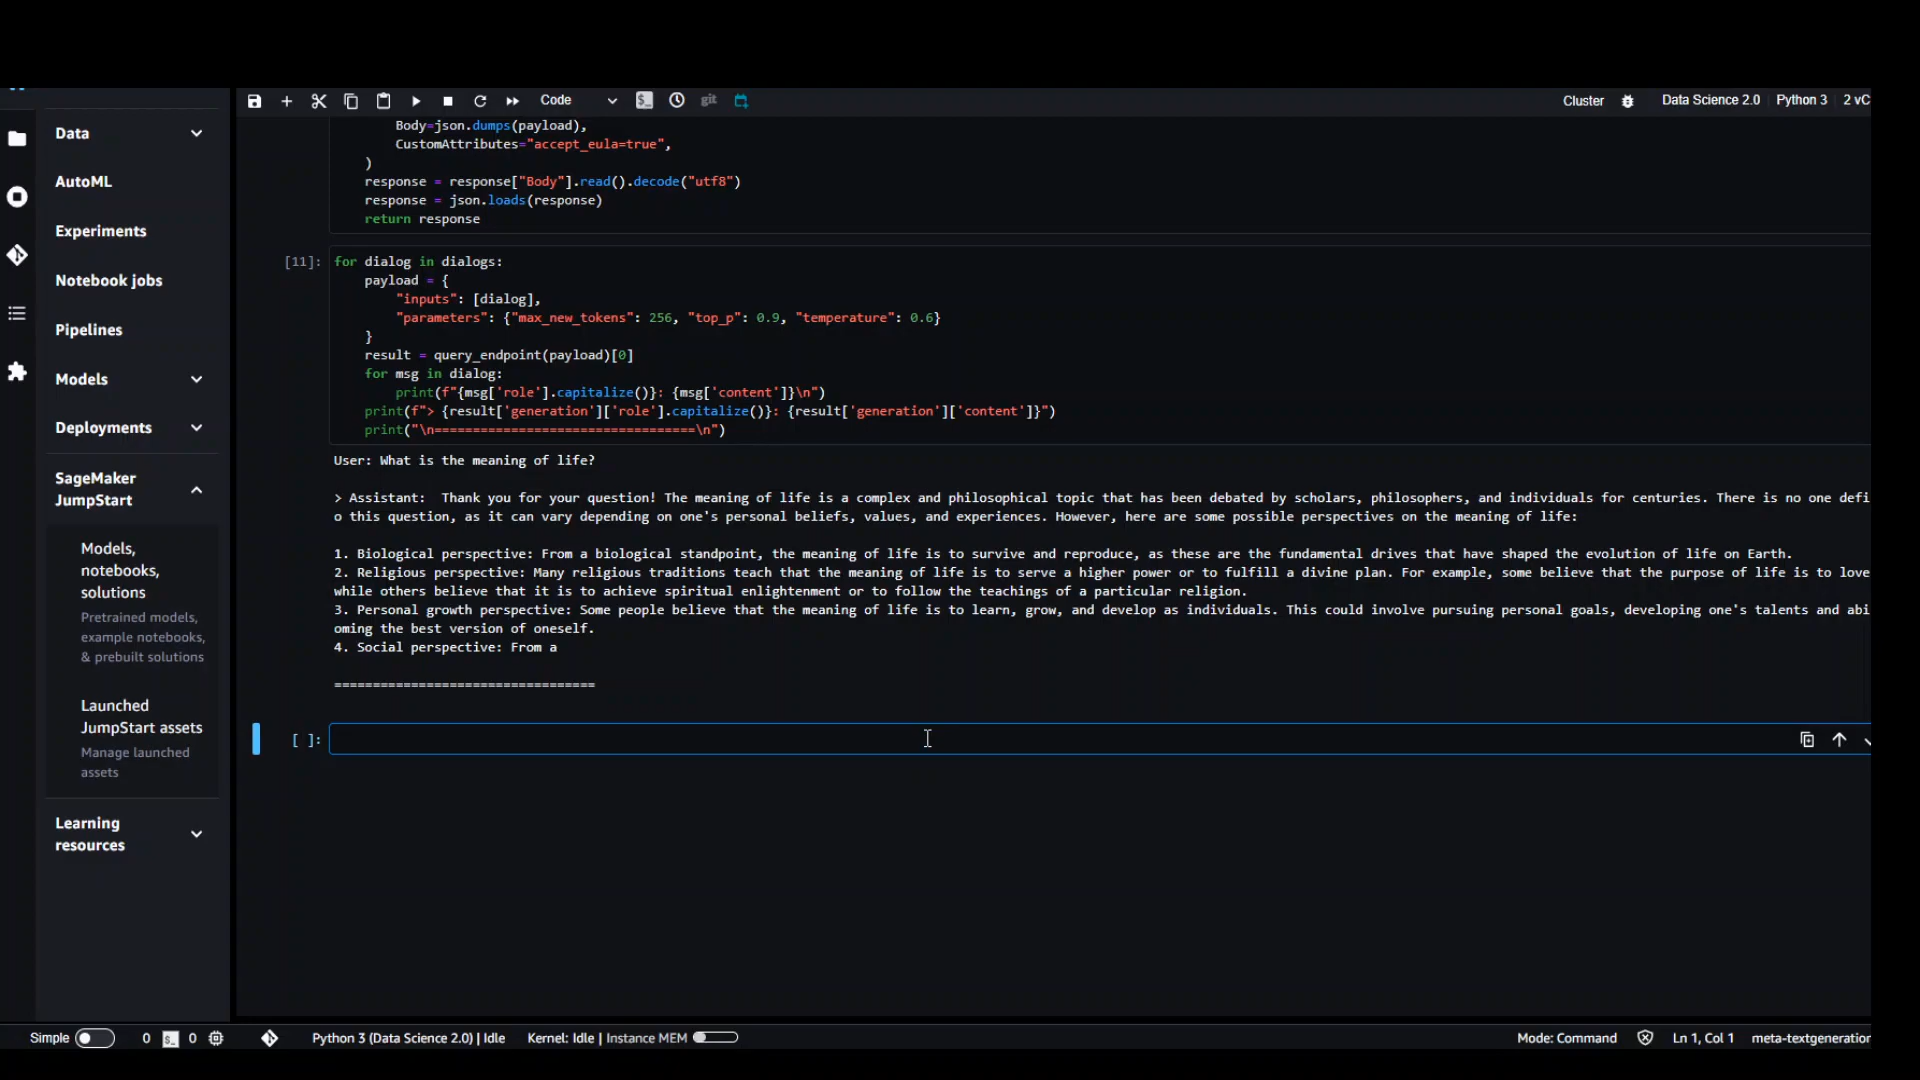 Code
git
Cluster
Data Science 2.0
Python 3
2 vC
Data
AutoML
Experiments
Notebook jobs
Pipelines
Models
Deployments
SageMaker
JumpStart
Models,
notebooks,
solutions
Pretrained models,
example notebooks,
& prebuilt solutions
Launched
JumpStart assets
Manage launched
assets
Learning
resources
Body=json.dumps(payload),
CustomAttributes="accept_eula=true",
)
response = response["Body"].read().decode("utf8")
response = json.loads(response)
return response
[11]:
for dialog in dialogs:
payload = {
"inputs": [dialog],
"parameters": {"max_new_tokens": 256, "top_p": 0.9, "temperature": 0.6}
}
result = query_endpoint(payload)[0]
for msg in dialog:
print(f"{msg['role'].capitalize()}: {msg['content']}\n")
print(f"> {result['generation']['role'].capitalize()}: {result['generation']['content']}")
print("\n==================================\n")
User: What is the meaning of life?
> Assistant:  Thank you for your question! The meaning of life is a complex and philosophical topic that has been debated by scholars, philosophers, and individuals for centuries. There is no one defi
o this question, as it can vary depending on one's personal beliefs, values, and experiences. However, here are some possible perspectives on the meaning of life:
1. Biological perspective: From a biological standpoint, the meaning of life is to survive and reproduce, as these are the fundamental drives that have shaped the evolution of life on Earth.
2. Religious perspective: Many religious traditions teach that the meaning of life is to serve a higher power or to fulfill a divine plan. For example, some believe that the purpose of life is to love
while others believe that it is to achieve spiritual enlightenment or to follow the teachings of a particular religion.
3. Personal growth perspective: Some people believe that the meaning of life is to learn, grow, and develop as individuals. This could involve pursuing personal goals, developing one's talents and abi
oming the best version of oneself.
4. Social perspective: From a
==================================
[ ]:
Simple
0
0
Python 3 (Data Science 2.0) | Idle
Kernel: Idle | Instance MEM
Mode: Command
Ln 1, Col 1
meta-textgeneration